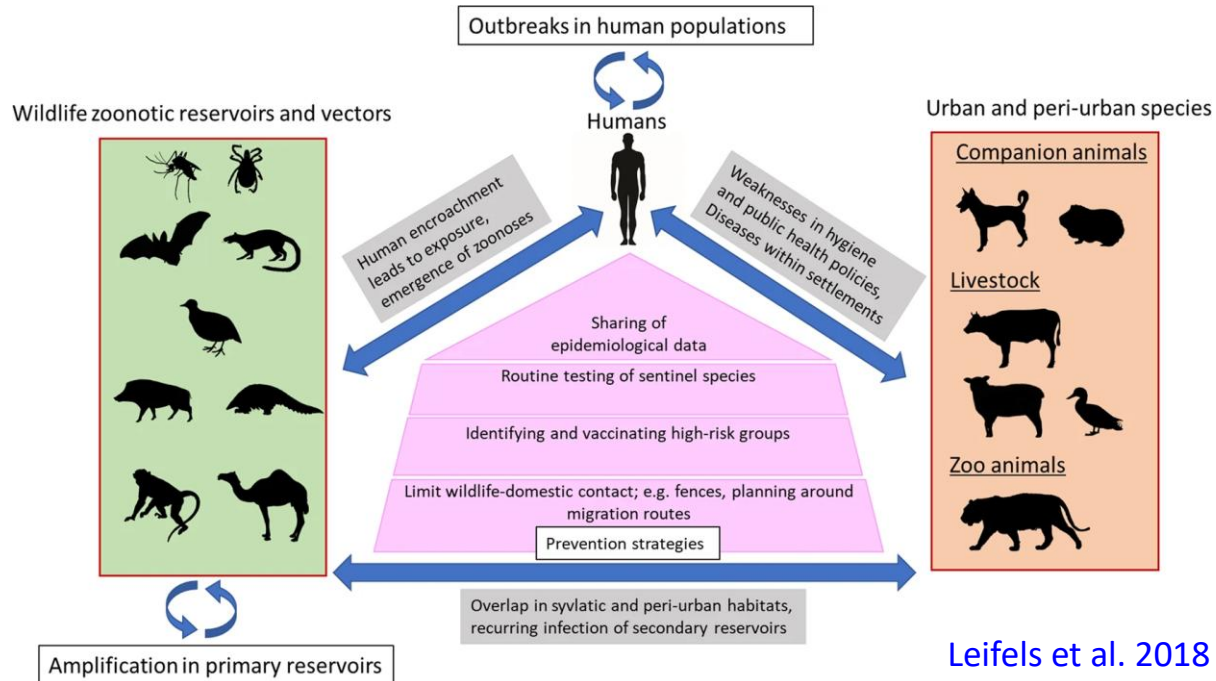 Outbreaks in human populations
Wildlife zoonotic reservoirs and vectors
Humans
Urban and peri-urban species
Companion animals
Livestock
Zoo animals
Human encroachment
leads to exposure,
emergence of zoonoses
Weaknesses in hygiene
and public health policies,
Diseases within settlements
Sharing of
epidemiological data
Routine testing of sentinel species
Identifying and vaccinating high-risk groups
Limit wildlife-domestic contact; e.g. fences, planning around
migration routes
Prevention strategies
Overlap in syvlatic and peri-urban habitats,
recurring infection of secondary reservoirs
Amplification in primary reservoirs
Leifels et al. 2018